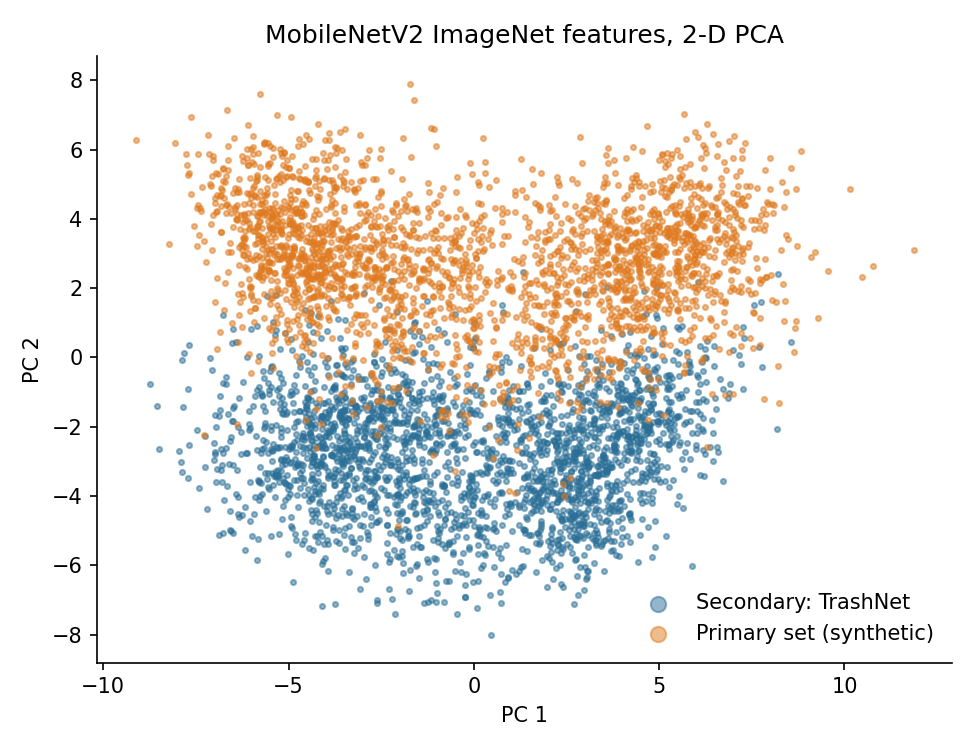 MobileNetV2 ImageNet features, 2-D PCA
8
6
4
2
0
−2
−4
−6
−8
PC 2
Secondary: TrashNet
Primary set (synthetic)
−10
−5
0
5
10
PC 1